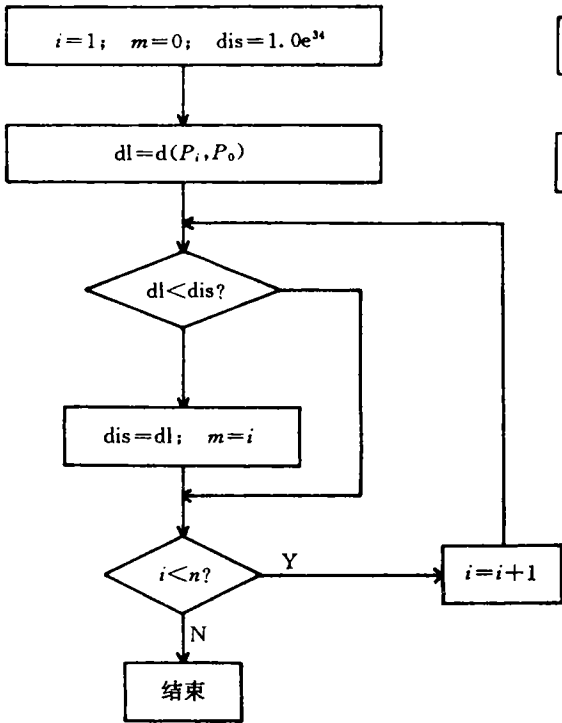 i=1; m=0; dis=1.0e³⁴
dl=d(Pᵢ,P₀)
dl<dis?
dis=dl; m=i
i<n?
Y
i=i+1
N
结束